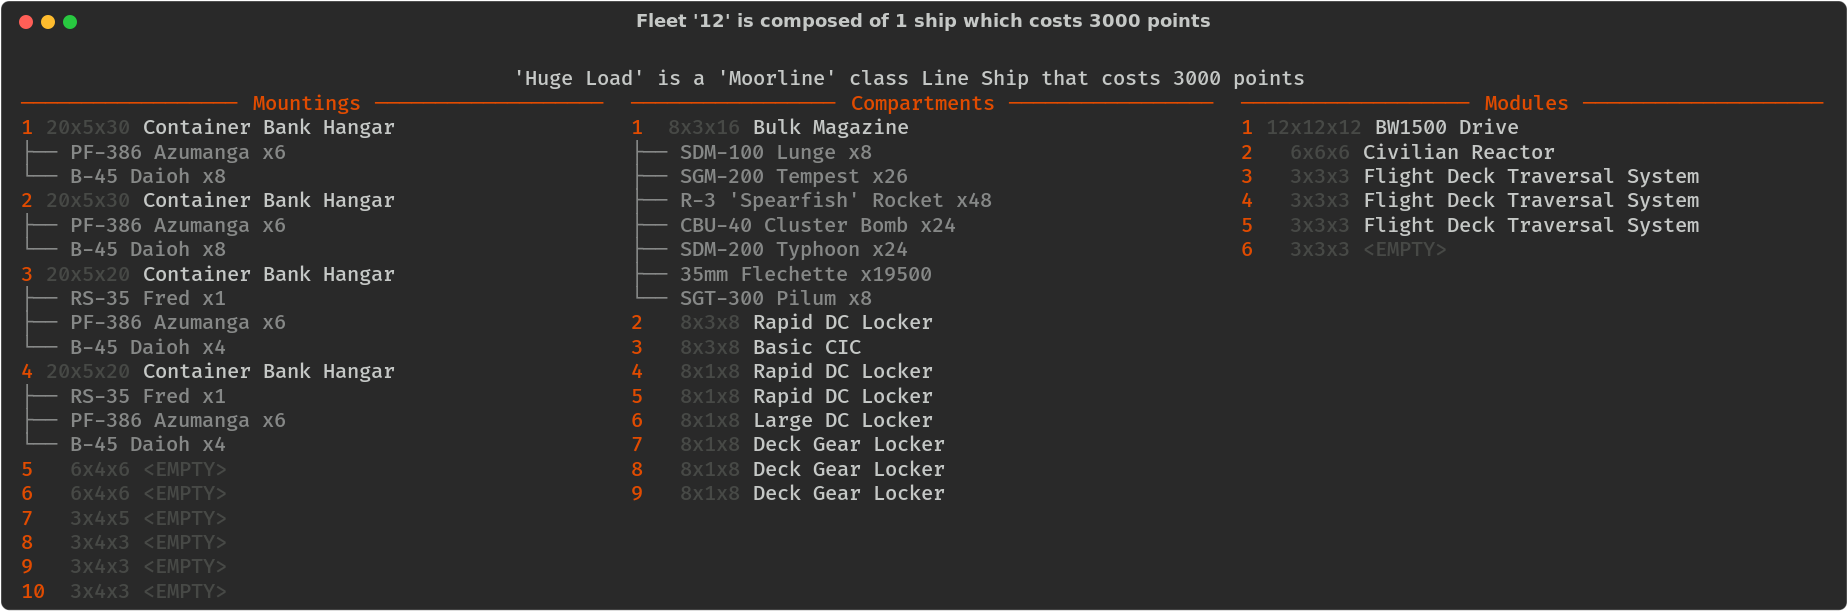 Fleet '12' is composed of 1 ship which costs 3000 points
'Huge Load' is a 'Moorline' class Line Ship that costs 3000 points
Mountings
1 20x5x30 Container Bank Hangar
PF-386 Azumanga x6
B-45 Daioh x8
2 20x5x30 Container Bank Hangar
PF-386 Azumanga x6
B-45 Daioh x8
3 20x5x20 Container Bank Hangar
RS-35 Fred x1
PF-386 Azumanga x6
B-45 Daioh x4
4 20x5x20 Container Bank Hangar
RS-35 Fred x1
PF-386 Azumanga x6
B-45 Daioh x4
5 6x4x6 <EMPTY>
6 6x4x6 <EMPTY>
7 3x4x5 <EMPTY>
8 3x4x3 <EMPTY>
9 3x4x3 <EMPTY>
10 3x4x3 <EMPTY>
Compartments
1 8x3x16 Bulk Magazine
SDM-100 Lunge x8
SGM-200 Tempest x26
R-3 'Spearfish' Rocket x48
CBU-40 Cluster Bomb x24
SDM-200 Typhoon x24
35mm Flechette x19500
SGT-300 Pilum x8
2 8x3x8 Rapid DC Locker
3 8x3x8 Basic CIC
4 8x1x8 Rapid DC Locker
5 8x1x8 Rapid DC Locker
6 8x1x8 Large DC Locker
7 8x1x8 Deck Gear Locker
8 8x1x8 Deck Gear Locker
9 8x1x8 Deck Gear Locker
Modules
1 12x12x12 BW1500 Drive
2 6x6x6 Civilian Reactor
3 3x3x3 Flight Deck Traversal System
4 3x3x3 Flight Deck Traversal System
5 3x3x3 Flight Deck Traversal System
6 3x3x3 <EMPTY>